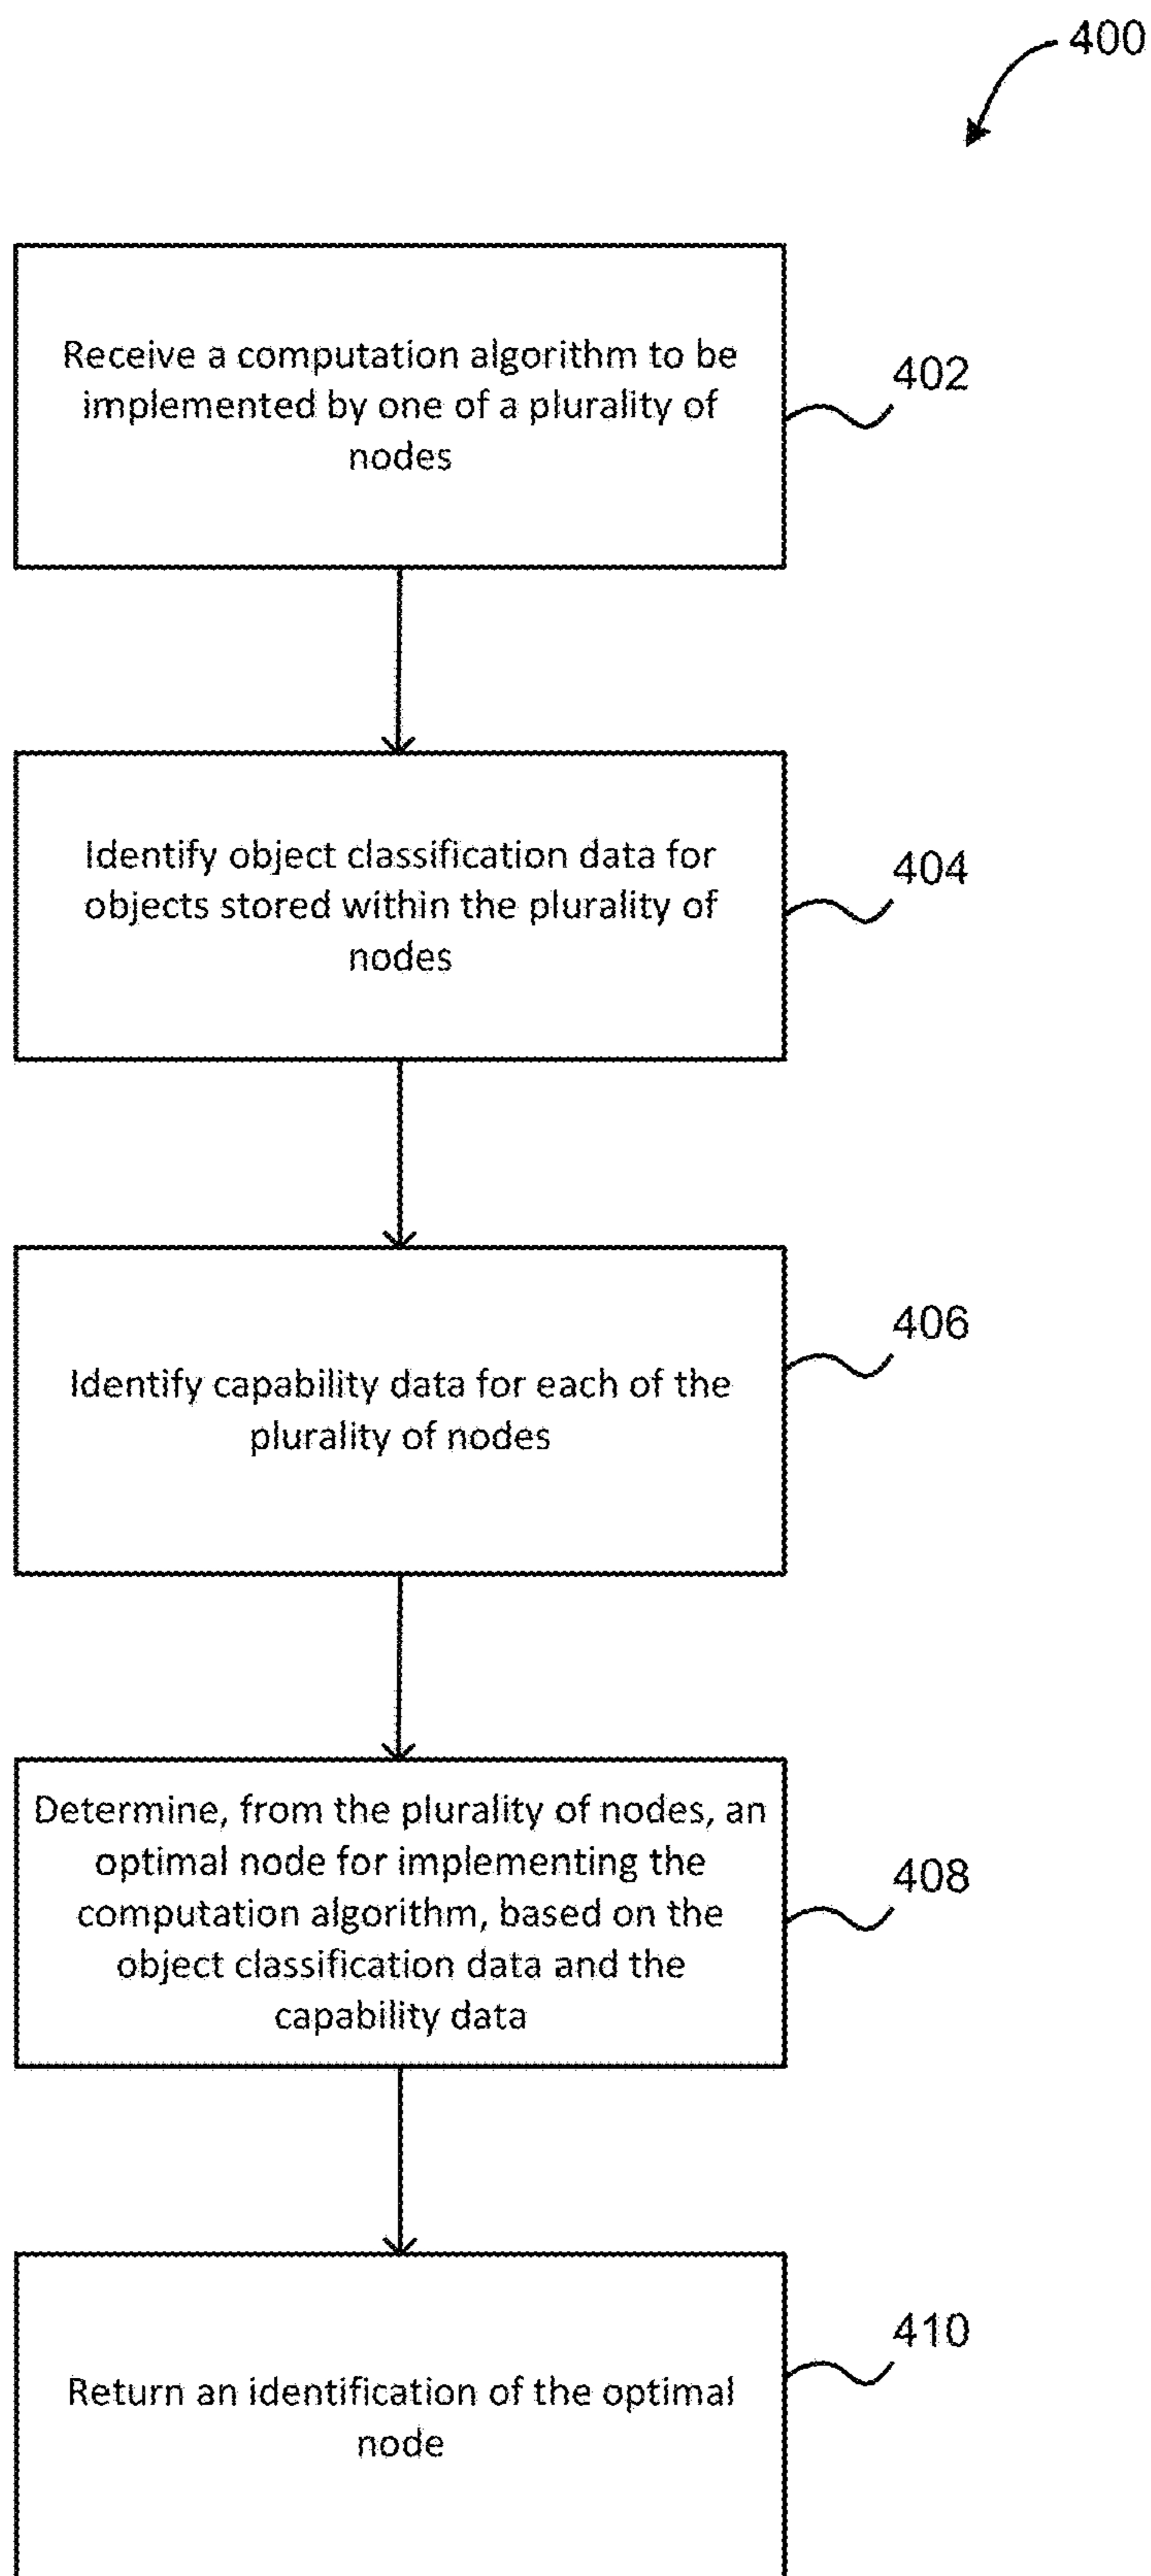 400
Receive a computation algorithm to be
implemented by one of a plurality of
nodes
402
Identify object classification data for
objects stored within the plurality of
nodes
404
Identify capability data for each of the
plurality of nodes
406
Determine, from the plurality of nodes, an
optimal node for implementing the
computation algorithm, based on the
object classification data and the
capability data
408
Return an identification of the optimal
node
410